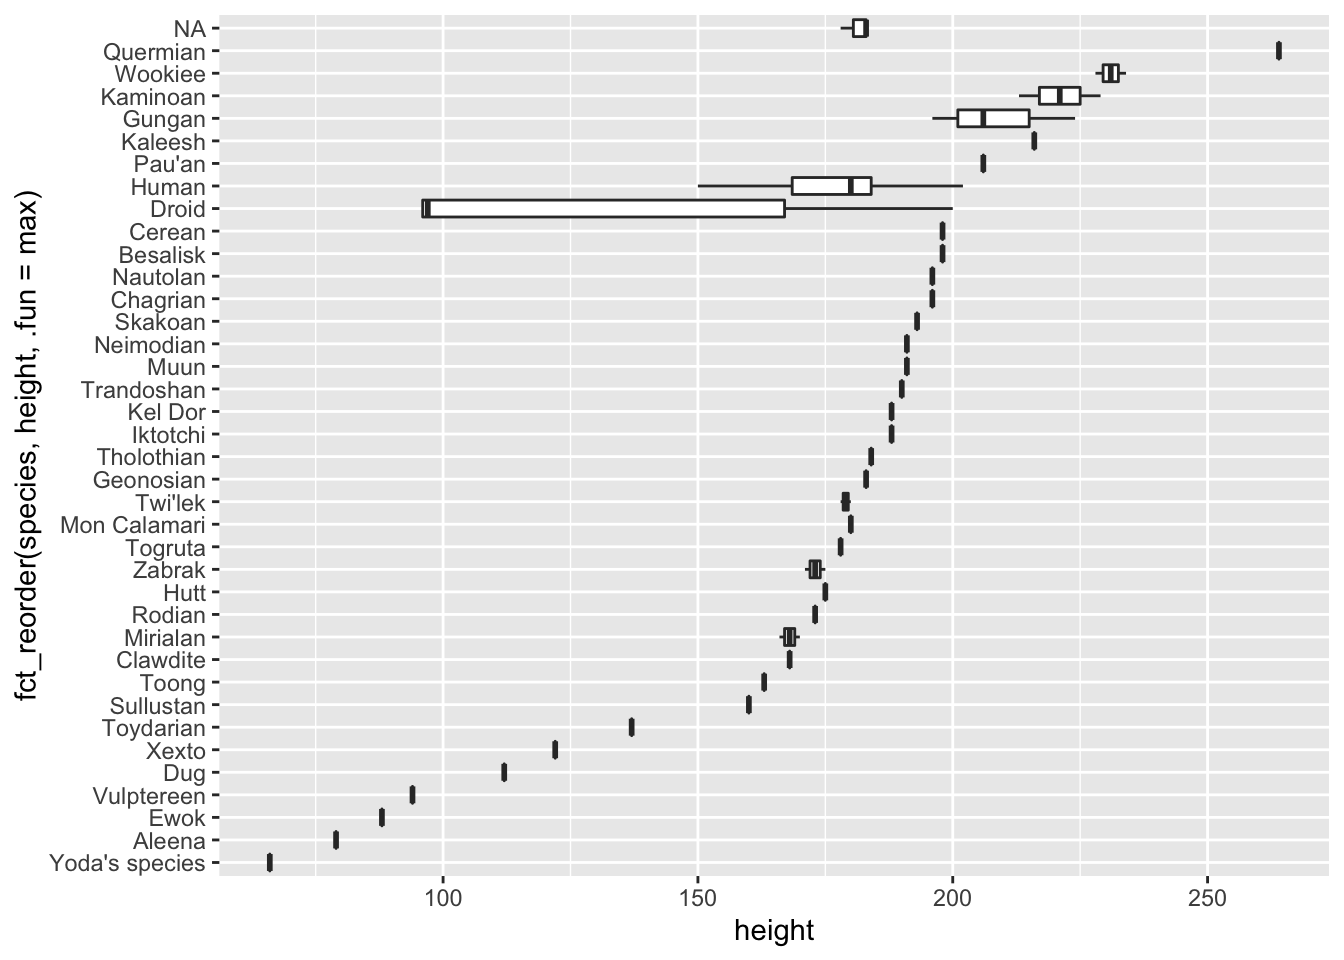 NA
Quermian
Wookiee
Kaminoan
Gungan
Kaleesh
Pau'an
Human
Droid
Cerean
Besalisk
Nautolan
Chagrian
Skakoan
Neimodian
Muun
Trandoshan
Kel Dor
Iktotchi
Tholothian
Geonosian
Twi'lek
Mon Calamari
Togruta
Zabrak
Hutt
Rodian
Mirialan
Clawdite
Toong
Sullustan
Toydarian
Xexto
Dug
Vulptereen
Ewok
Aleena
Yoda's species
fct_reorder(species, height, .fun = max)
100 150 200 250
height